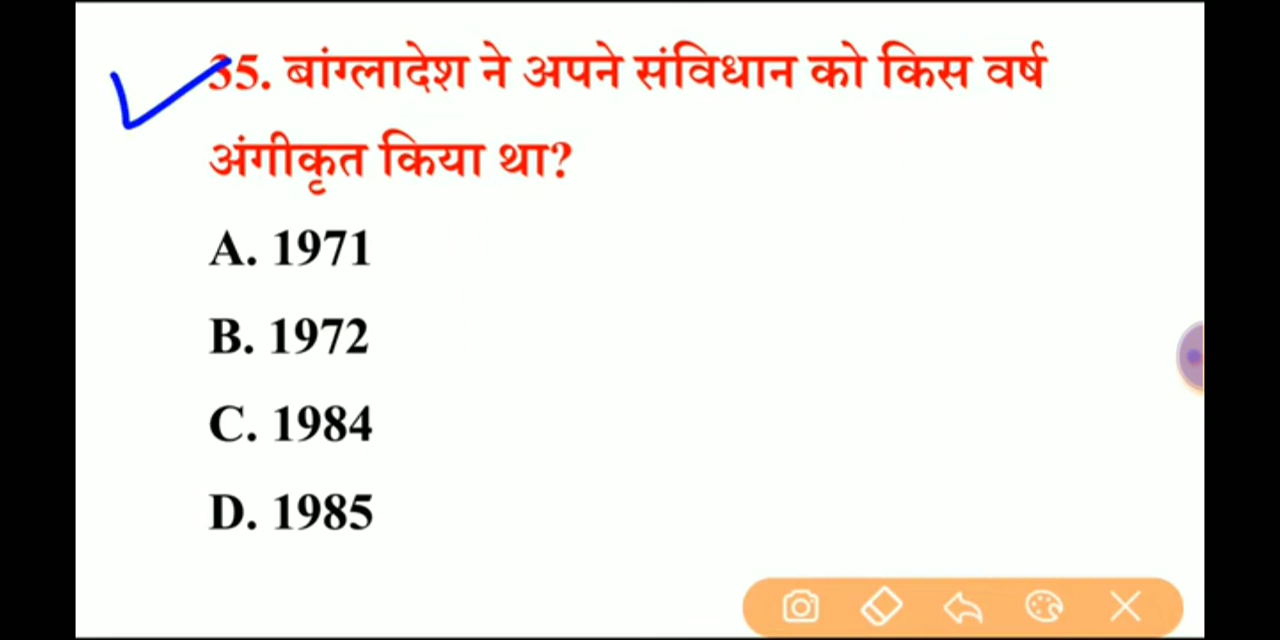 35. बांग्लादेश ने अपने संविधान को किस वर्ष
अंगीकृत किया था?
A. 1971
B. 1972
C. 1984
D. 1985